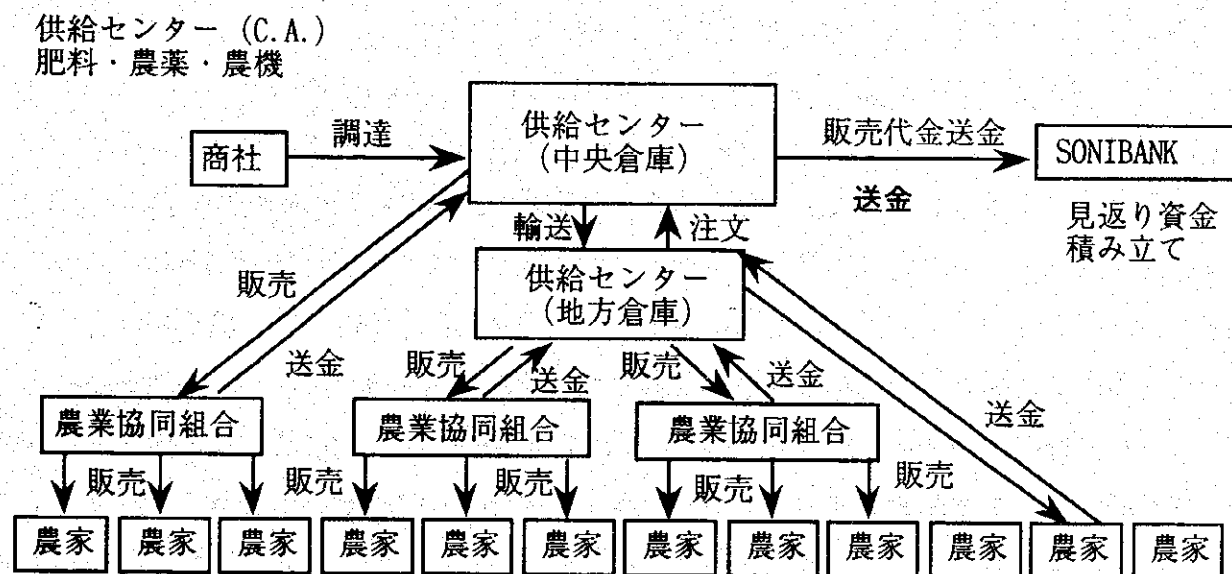 供給センター (C.A.)
肥料・農薬・農機
商社
調達
供給センター
(中央倉庫)
販売代金送金
送金
SONIBANK
見返り資金
積み立て
輸送
注文
供給センター
(地方倉庫)
販売
送金
販売
送金
販売
送金
送金
農業協同組合
農業協同組合
農業協同組合
販売
販売
販売
販売
販売
農家
農家
農家
農家
農家
農家
農家
農家
農家
農家
農家
農家